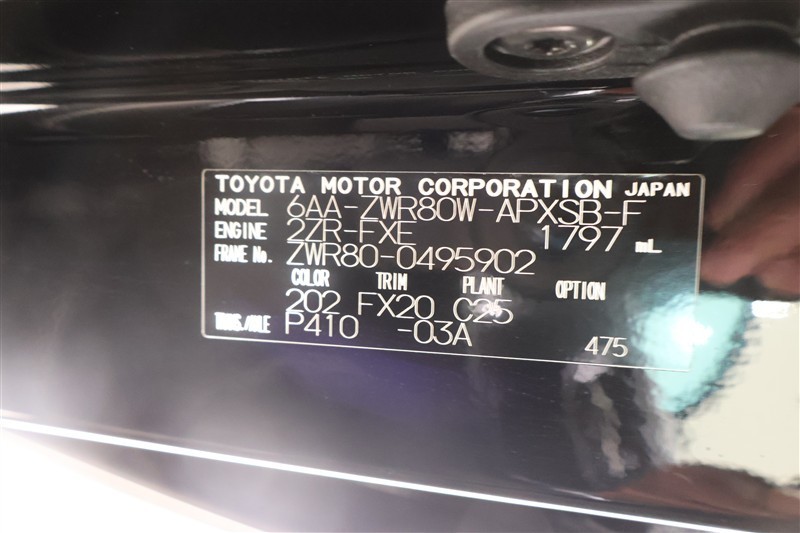 TOYOTA MOTOR CORPORATION JAPAN
MODEL 6AA-ZWR80W-APXSB-F
ENGINE 2ZR-FXE 1797 mL
FRAME No. ZWR80-0495902
COLOR TRIM PLANT OPTION
202 FX20 C25
TRANS./AXLE P410 -03A 475